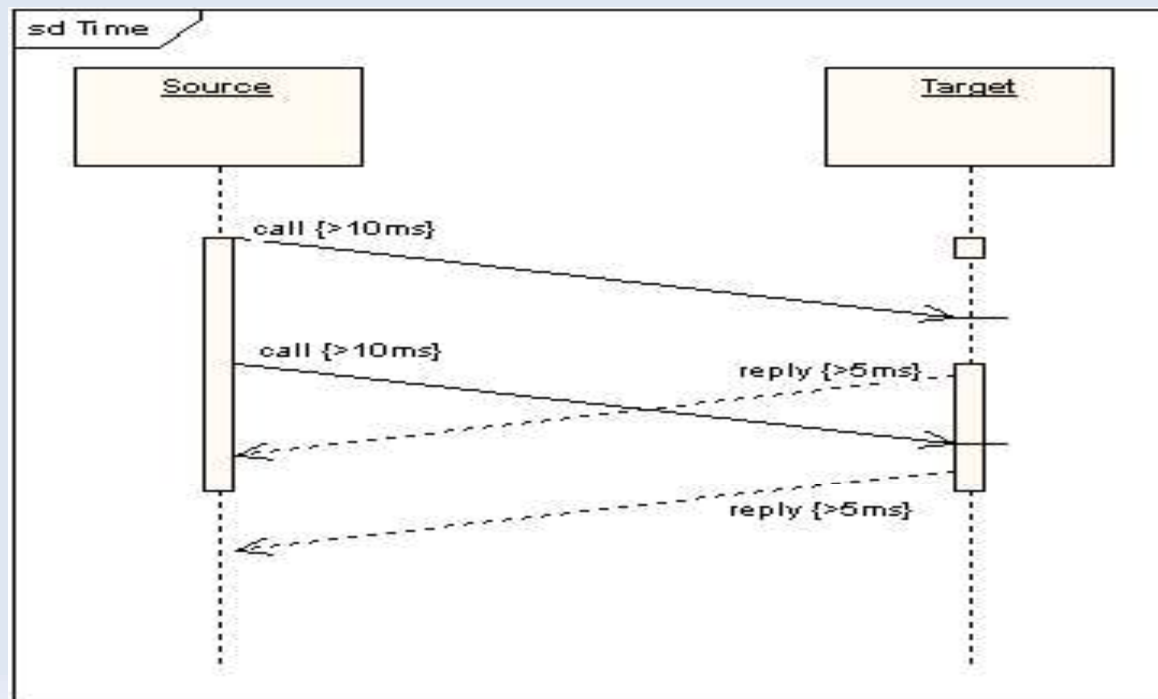 sd Time
Source
Target
call {>10ms}
call {>10ms}
reply {>5ms}
reply {>5ms}